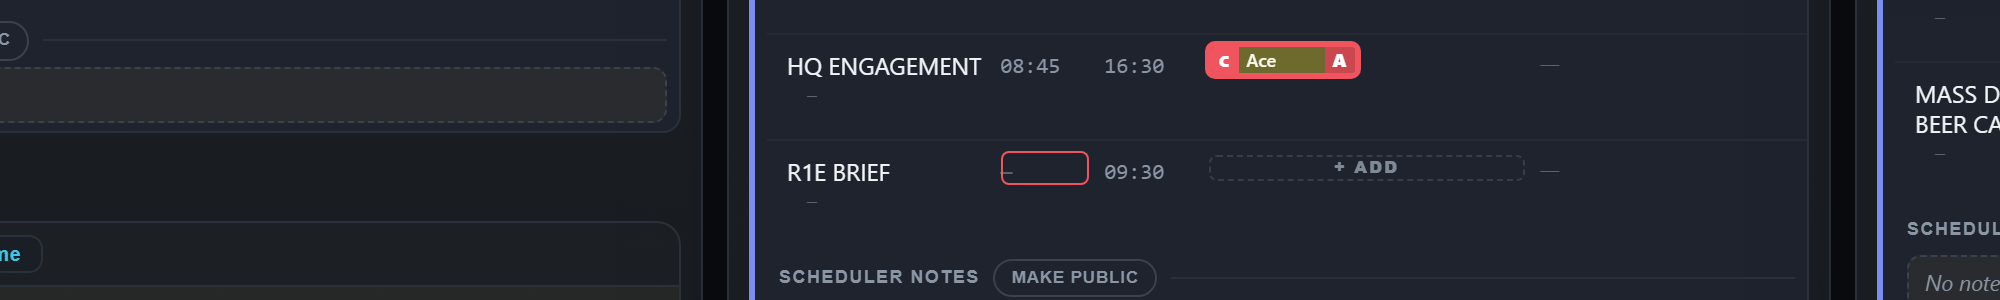 C
me
HQ ENGAGEMENT 08:45 16:30 C Ace A —
—
R1E BRIEF — 09:30 + ADD —
—
SCHEDULER NOTES MAKE PUBLIC
—
MASS D
BEER CA
—
SCHEDUL
No note